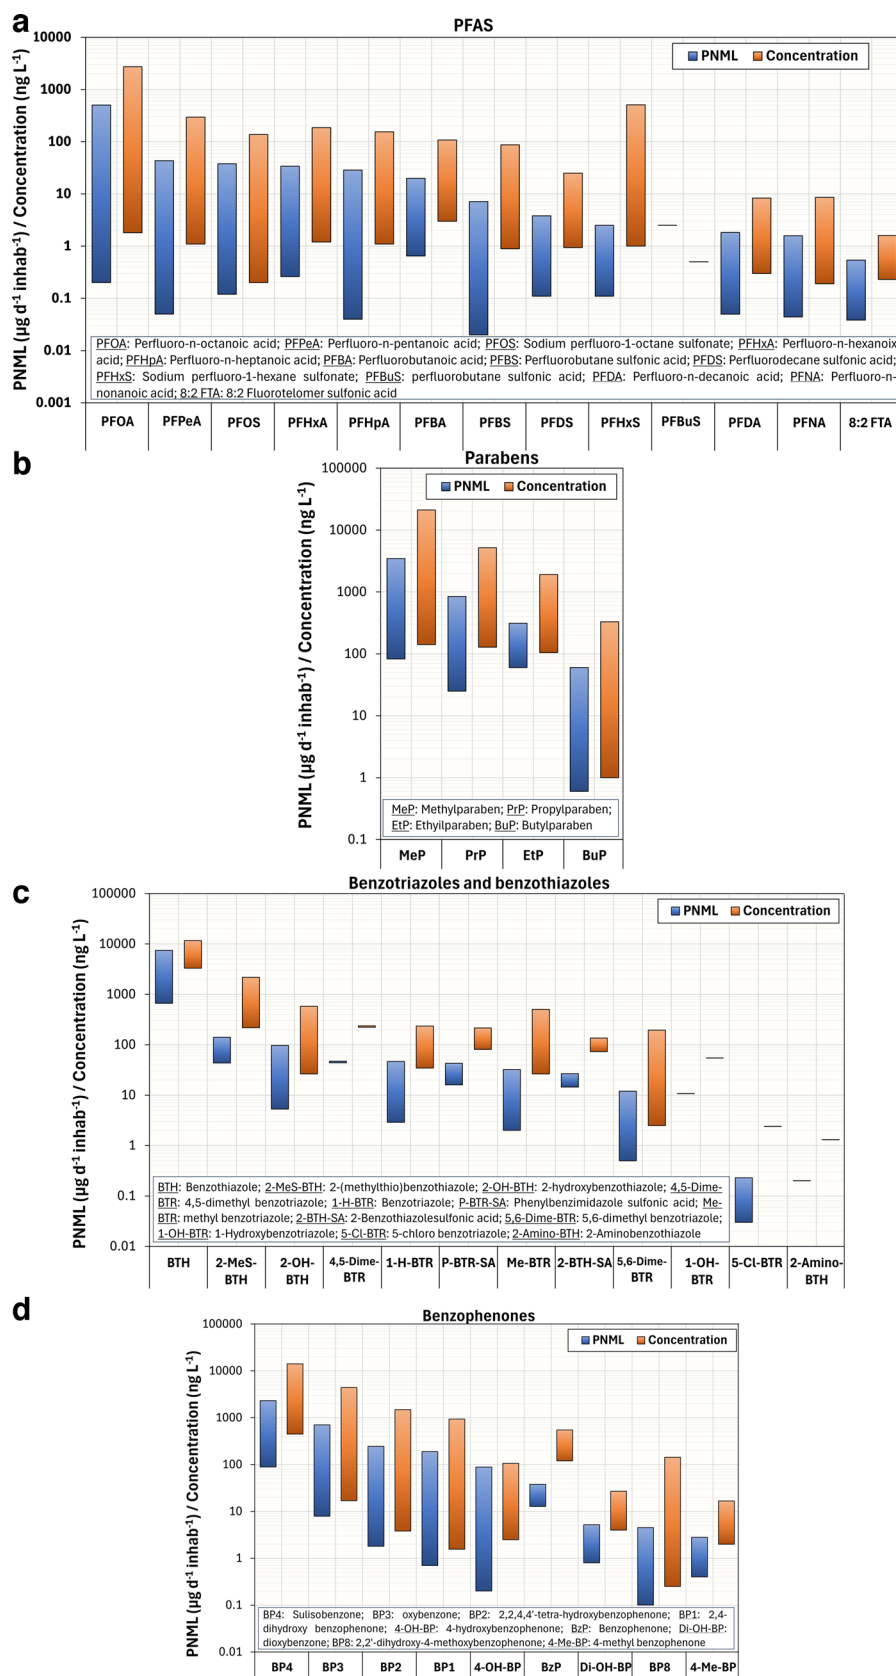 a
PFAS
PNML (µg d⁻¹ inhab⁻¹) / Concentration (ng L⁻¹)
10000
1000
100
10
1
0.1
0.01
0.001
PNML Concentration
PFOA: Perfluoro-n-octanoic acid; PFPeA: Perfluoro-n-pentanoic acid; PFOS: Sodium perfluoro-1-octane sulfonate; PFHxA: Perfluoro-n-hexanoix
acid; PFHpA: Perfluoro-n-heptanoic acid; PFBA: Perfluorobutanoic acid; PFBS: Perfluorobutane sulfonic acid; PFDS: Perfluorodecane sulfonic acid;
PFHxS: Sodium perfluoro-1-hexane sulfonate; PFBuS: perfluorobutane sulfonic acid; PFDA: Perfluoro-n-decanoic acid; PFNA: Perfluoro-n-
nonanoic acid; 8:2 FTA: 8:2 Fluorotelomer sulfonic acid
PFOA PFPeA PFOS PFHxA PFHpA PFBA PFBS PFDS PFHxS PFBuS PFDA PFNA 8:2 FTA
b
Parabens
PNML (µg d⁻¹ inhab⁻¹) / Concentration (ng L⁻¹)
100000
10000
1000
100
10
1
0.1
PNML Concentration
MeP: Methylparaben; PrP: Propylparaben;
EtP: Ethyilparaben; BuP: Butylparaben
MeP PrP EtP BuP
c
Benzotriazoles and benzothiazoles
PNML (µg d⁻¹ inhab⁻¹) / Concentration (ng L⁻¹)
100000
10000
1000
100
10
1
0.1
0.01
PNML Concentration
BTH: Benzothiazole; 2-MeS-BTH: 2-(methylthio)benzothiazole; 2-OH-BTH: 2-hydroxybenzothiazole; 4,5-Dime-
BTR: 4,5-dimethyl benzotriazole; 1-H-BTR: Benzotriazole; P-BTR-SA: Phenylbenzimidazole sulfonic acid; Me-
BTR: methyl benzotriazole; 2-BTH-SA: 2-Benzothiazolesulfonic acid; 5,6-Dime-BTR: 5,6-dimethyl benzotriazole;
1-OH-BTR: 1-Hydroxybenzotriazole; 5-Cl-BTR: 5-chloro benzotriazole; 2-Amino-BTH: 2-Aminobenzothiazole
BTH 2-MeS- 2-OH- 4,5-Dime- 1-H-BTR P-BTR-SA Me-BTR 2-BTH-SA 5,6-Dime- 1-OH- 5-Cl-BTR 2-Amino-
BTH BTH BTR BTR BTR BTH
d
Benzophenones
PNML (µg d⁻¹ inhab⁻¹) / Concentration (ng L⁻¹)
100000
10000
1000
100
10
1
0.1
0.01
PNML Concentration
BP4: Sulisobenzone; BP3: oxybenzone; BP2: 2,2,4,4'-tetra-hydroxybenzophenone; BP1: 2,4-
dihydroxy benzophenone; 4-OH-BP: 4-hydroxybenzophenone; BzP: Benzophenone; Di-OH-BP:
dioxybenzone; BP8: 2,2'-dihydroxy-4-methoxybenzophenone; 4-Me-BP: 4-methyl benzophenone
BP4 BP3 BP2 BP1 4-OH-BP BzP Di-OH-BP BP8 4-Me-BP